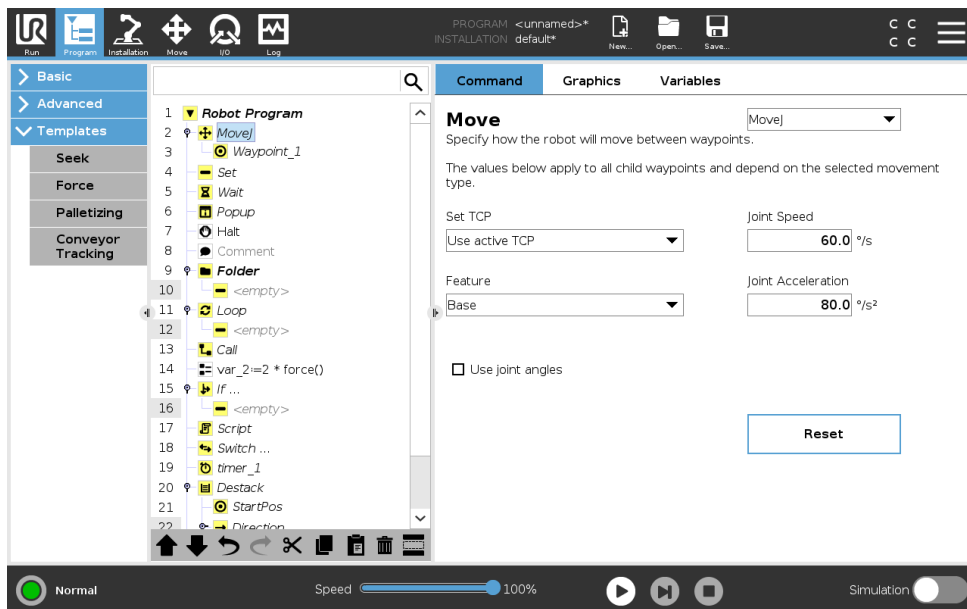 UR
PROGRAM <unnamed>*
INSTALLATION default*
Run Program Installation Move I/O Log New... Open... Save...
C C
C C
Basic
Advanced
Templates
Seek
Force
Palletizing
Conveyor
Tracking
1 Robot Program
2 MoveJ
3 Waypoint_1
4 Set
5 Wait
6 Popup
7 Halt
8 Comment
9 Folder
10 <empty>
11 Loop
12 <empty>
13 Call
14 var_2:=2 * force()
15 If ...
16 <empty>
17 Script
18 Switch ...
19 timer_1
20 Destack
21 StartPos
22 Direction
Command Graphics Variables
Move MoveJ
Specify how the robot will move between waypoints.
The values below apply to all child waypoints and depend on the selected movement
type.
Set TCP Joint Speed
Use active TCP 60.0 °/s
Feature Joint Acceleration
Base 80.0 °/s²
Use joint angles
Reset
Normal Speed 100% Simulation